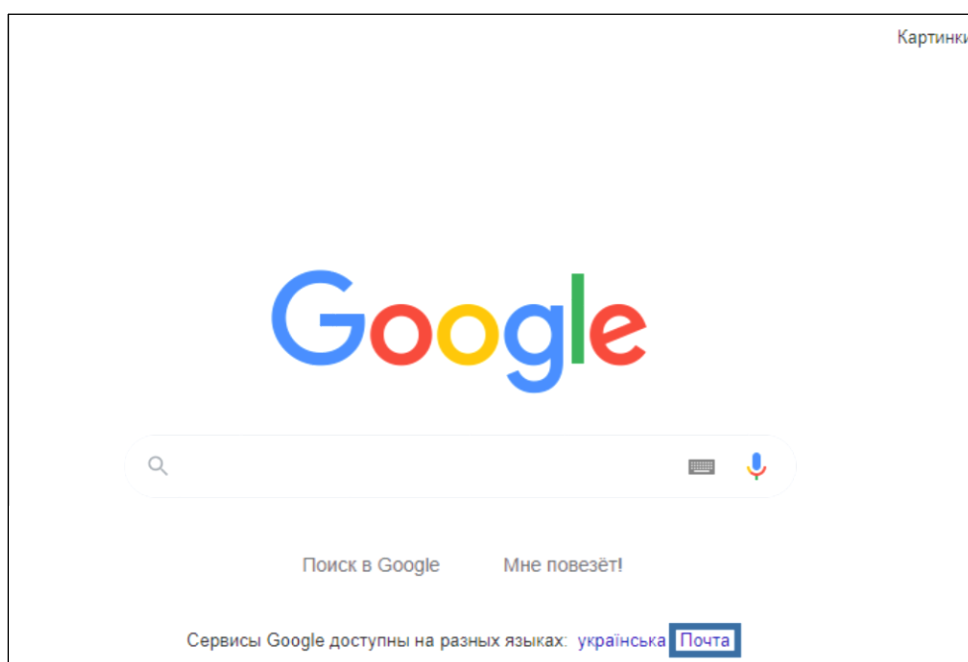 Картинки
Google
Поиск в Google Мне повезёт!
Сервисы Google доступны на разных языках: українська Почта